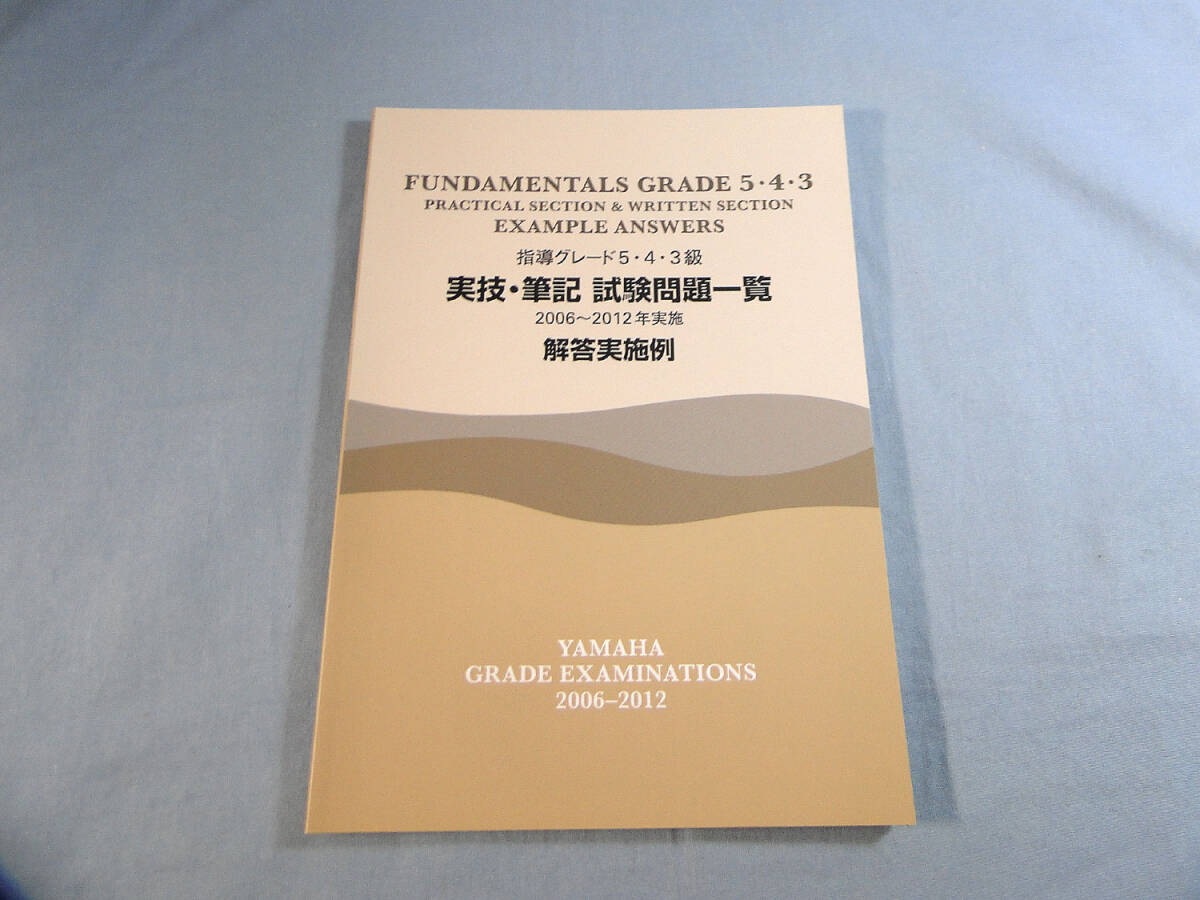 FUNDAMENTALS GRADE 5・4・3
PRACTICAL SECTION & WRITTEN SECTION
EXAMPLE ANSWERS
指導グレード5・4・3級
実技・筆記 試験問題一覧
2006～2012年実施
解答実施例
YAMAHA
GRADE EXAMINATIONS
2006–2012